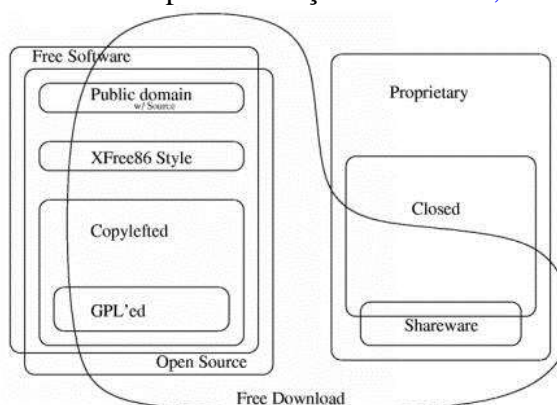 Free Software
Public domain
w/ Source
XFree86 Style
Copylefted
GPL'ed
Open Source
Proprietary
Closed
Shareware
Free Download